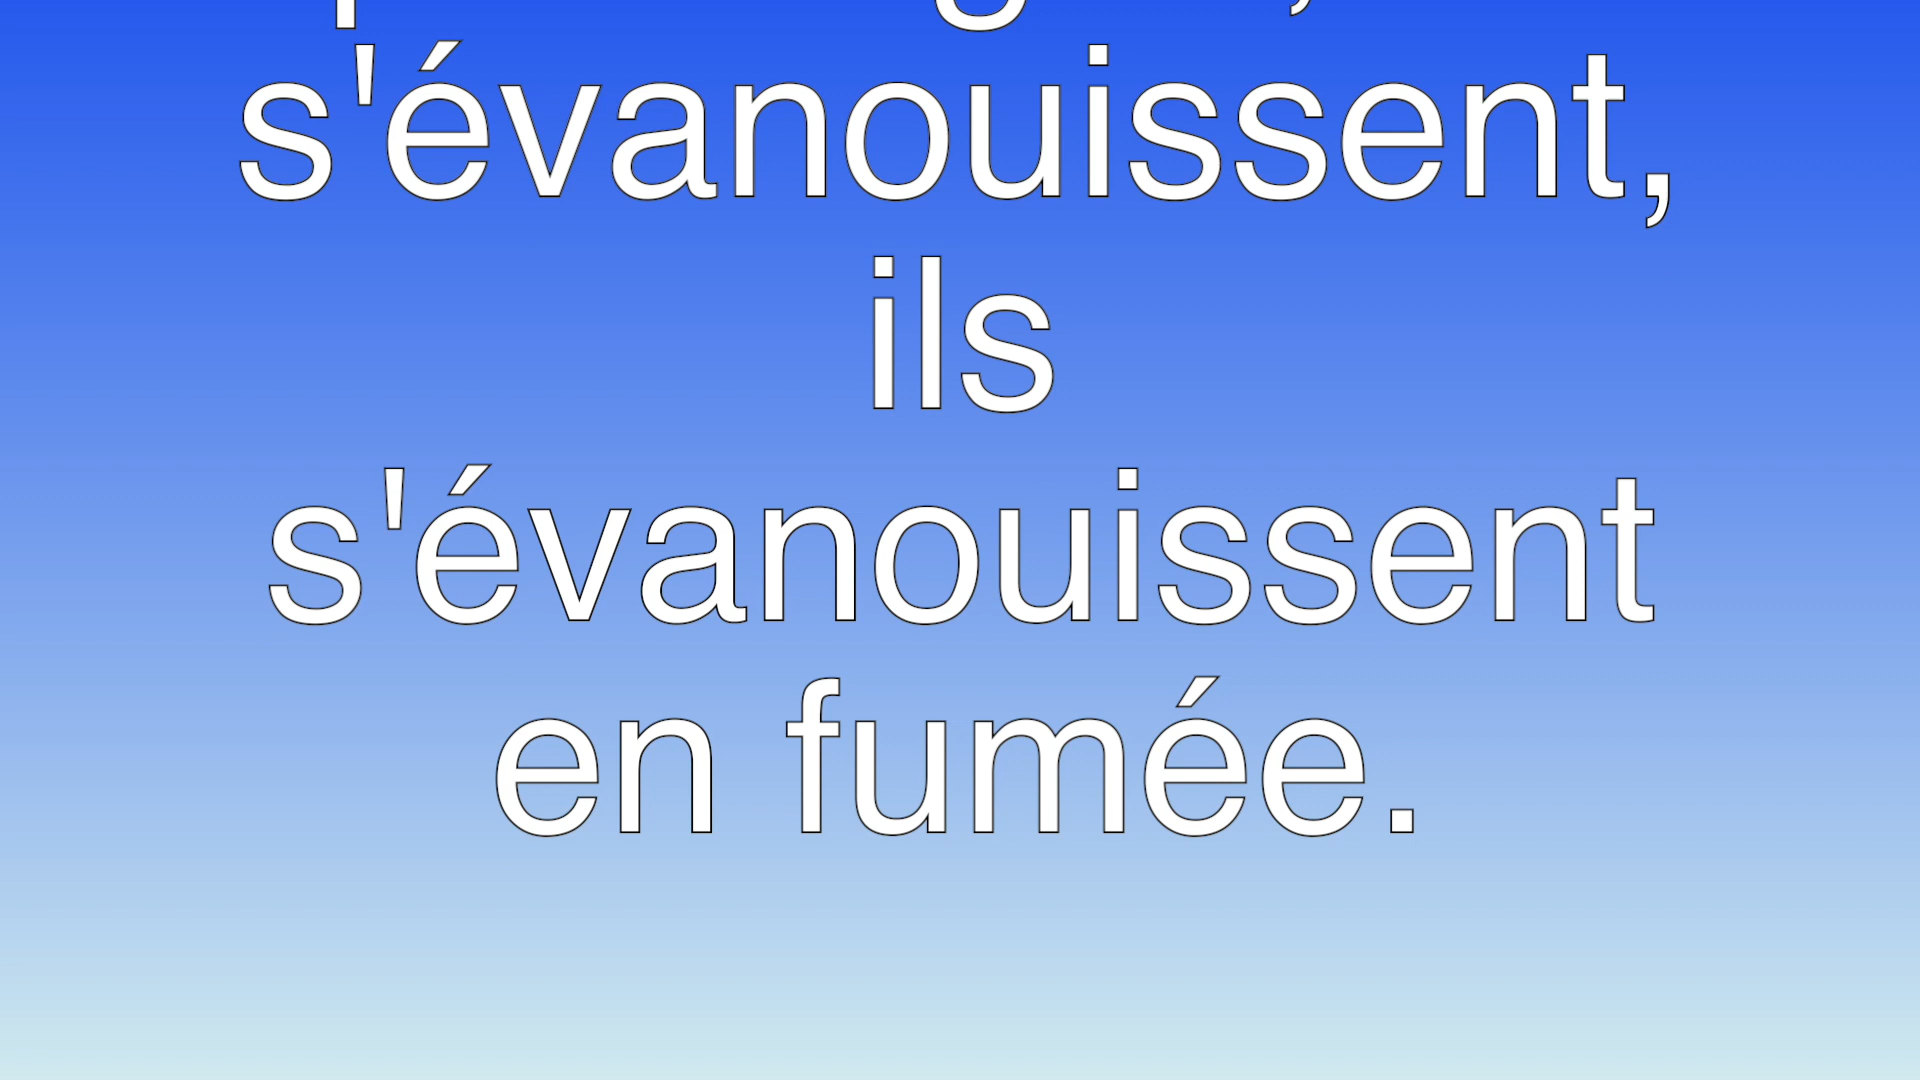 s'évanouissent,
ils
s'évanouissent
en fumée.